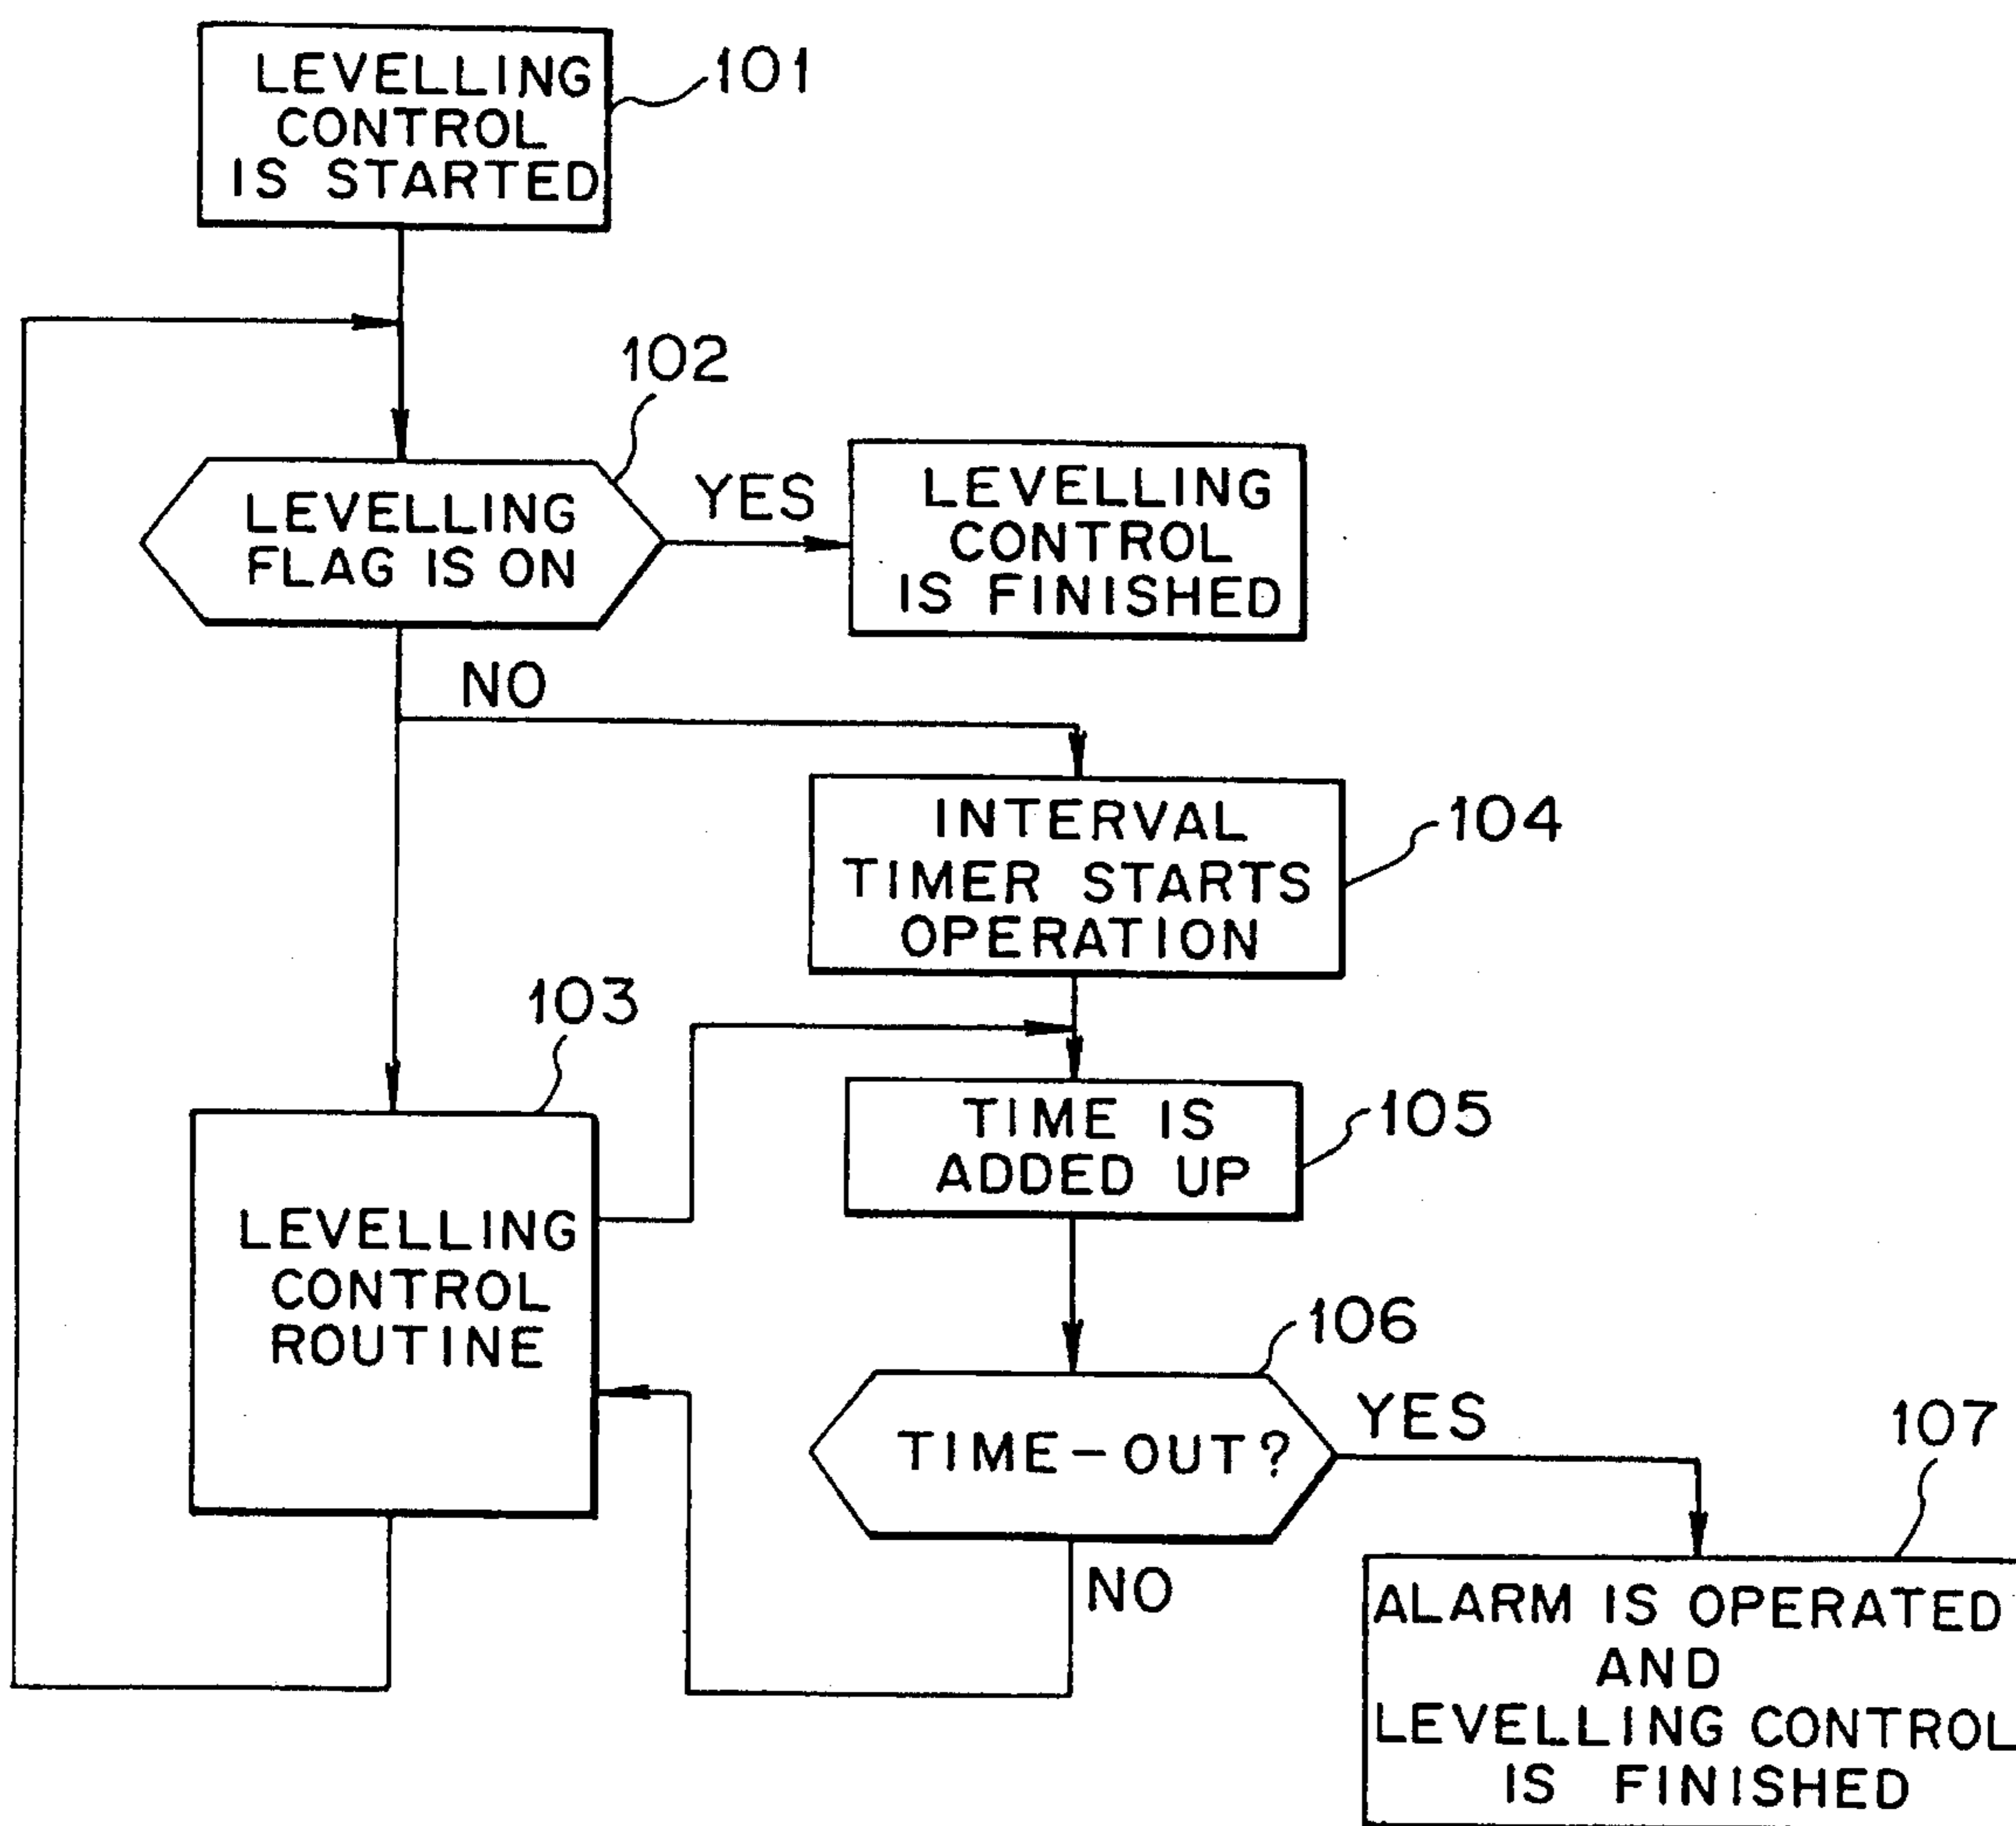 LEVELLING
CONTROL
IS STARTED
101
102
LEVELLING
FLAG IS ON
YES
LEVELLING
CONTROL
IS FINISHED
NO
INTERVAL
TIMER STARTS
OPERATION
104
103
LEVELLING
CONTROL
ROUTINE
TIME IS
ADDED UP
105
106
TIME-OUT?
YES
NO
107
ALARM IS OPERATED
AND
LEVELLING CONTROL
IS FINISHED